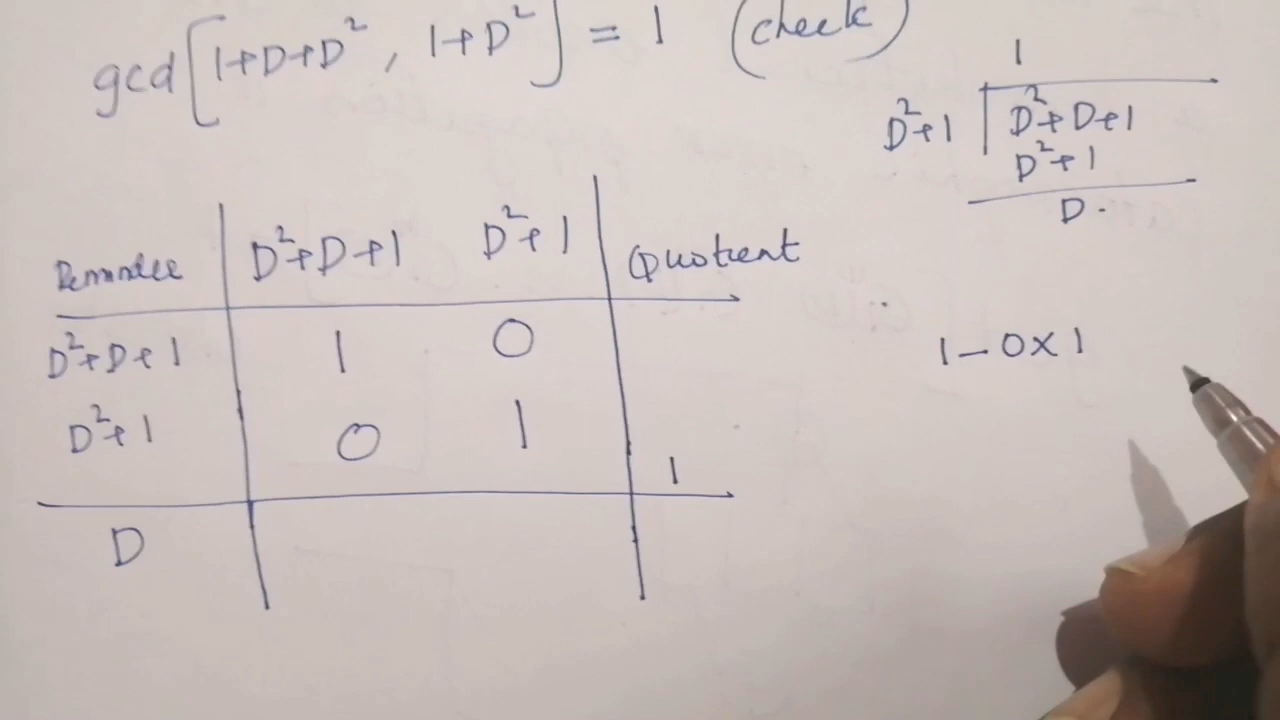 gcd[1+D+D², 1+D²] = 1 (check)
1
D²+1 | D²+D+1
D²+1
D.
D²+D+1 D²+1 Quotient
D²+D+1 1 0
1 - 0 x 1
D²+1 0 1
1
D